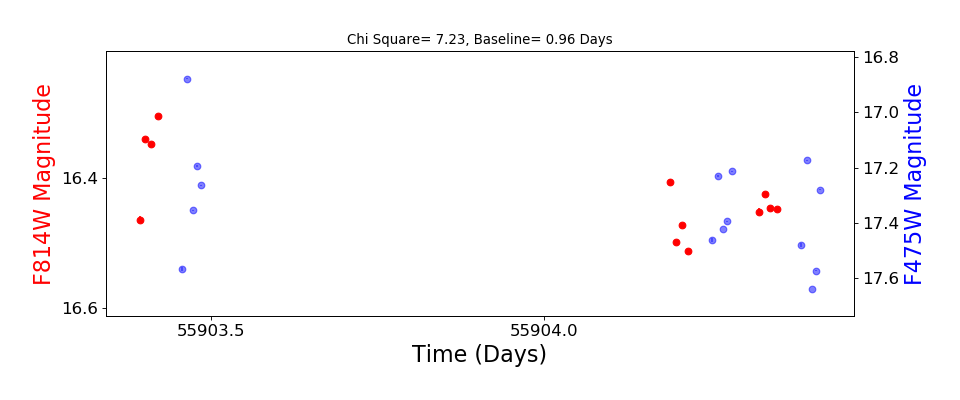 Chi Square= 7.23, Baseline= 0.96 Days
F814W Magnitude
16.4
16.6
16.8
17.0
17.2
17.4
17.6
F475W Magnitude
55903.5
55904.0
Time (Days)